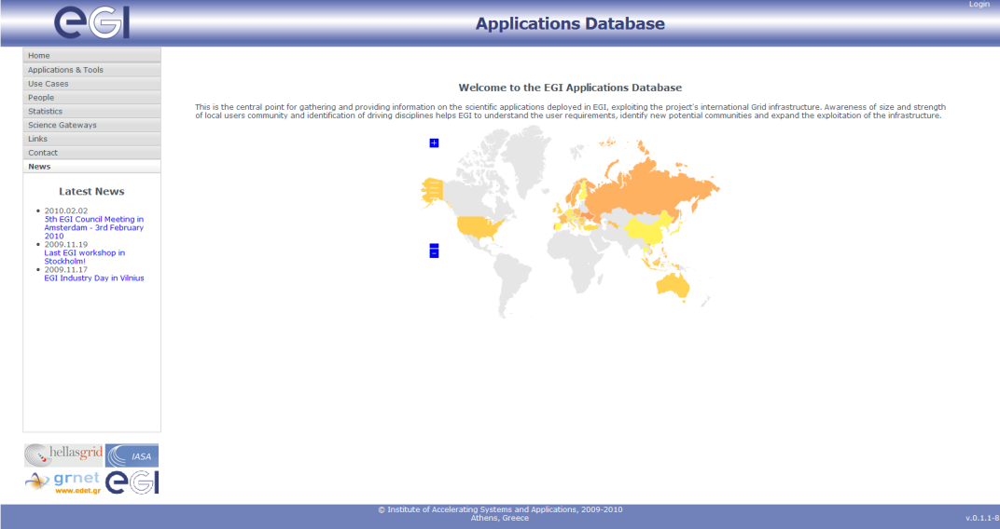 Login
eGI
Applications Database
Home
Applications & Tools
Use Cases
People
Statistics
Science Gateways
Links
Contact
News
Latest News
2010.02.02
5th EGI Council Meeting in
Amsterdam - 3rd February
2010
2009.11.19
Last EGI workshop in
Stockholm!
2009.11.17
EGI Industry Day in Vilnius
Welcome to the EGI Applications Database
This is the central point for gathering and providing information on the scientific applications deployed in EGI, exploiting the project's international Grid infrastructure. Awareness of size and strength
of local users community and identification of driving disciplines helps EGI to understand the user requirements, identify new potential communities and expand the exploitation of the infrastructure.
+
-
hellasgrid
IASA
grnet
www.edet.gr
eGI
© Institute of Accelerating Systems and Applications, 2009-2010
Athens, Greece
v.0.1.1-8